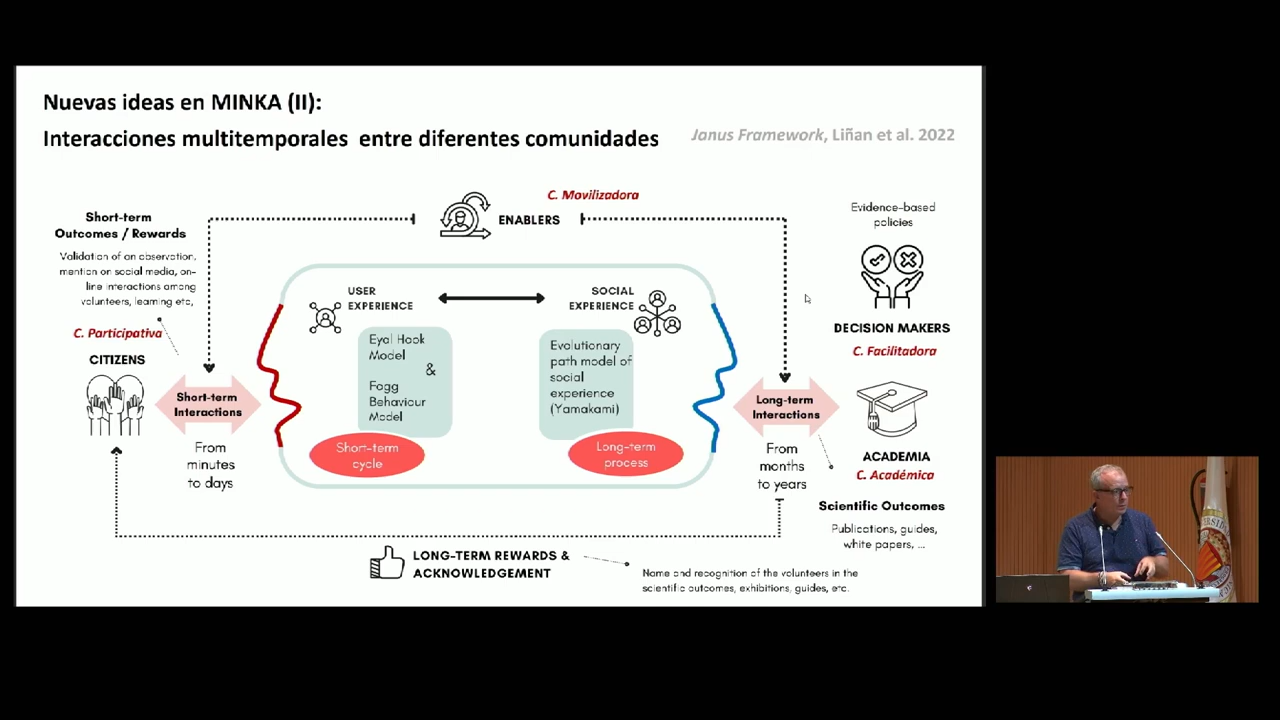 Nuevas ideas en MINKA (II):
Interacciones multitemporales entre diferentes comunidades
Janus Framework, Liñan et al. 2022
C. Movilizadora
ENABLERS
Short-term
Outcomes / Rewards
Validation of an observation,
mention on social media, on-
line interactions among
volunteers, learning etc,
C. Participativa
CITIZENS
Short-term
Interactions
From
minutes
to days
USER
EXPERIENCE
Eyal Hook
Model
&
Fogg
Behaviour
Model
Short-term
cycle
SOCIAL
EXPERIENCE
Evolutionary
path model of
social
experience
(Yamakami)
Long-term
process
Long-term
Interactions
From
months
to years
Evidence-based
policies
DECISION MAKERS
C. Facilitadora
ACADEMIA
C. Académica
Scientific Outcomes
Publications, guides,
white papers, ...
LONG-TERM REWARDS &
ACKNOWLEDGEMENT
Name and recognition of the volunteers in the
scientific outcomes, exhibitions, guides, etc.